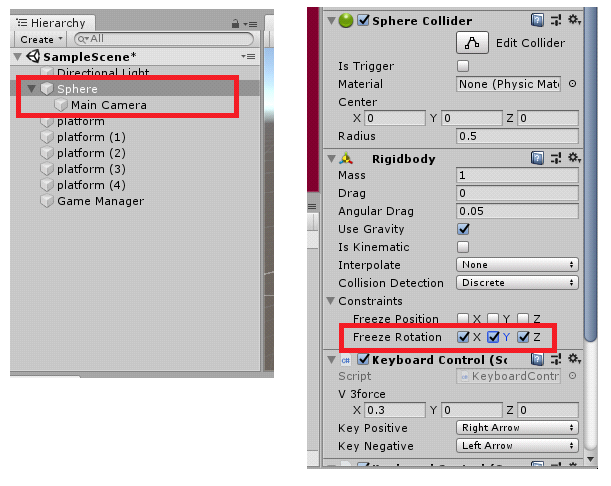 Hierarchy
Create
All
SampleScene*
Directional Light
Sphere
Main Camera
platform
platform (1)
platform (2)
platform (3)
platform (4)
Game Manager
Sphere Collider
Edit Collider
Is Trigger
Material None (Physic Mate
Center
X 0 Y 0 Z 0
Radius 0.5
Rigidbody
Mass 1
Drag 0
Angular Drag 0.05
Use Gravity
Is Kinematic
Interpolate None
Collision Detection Discrete
Constraints
Freeze Position X Y Z
Freeze Rotation X Y Z
C# Keyboard Control (Sc
Script KeyboardContr
V 3force
X 0.3 Y 0 Z 0
Key Positive Right Arrow
Key Negative Left Arrow